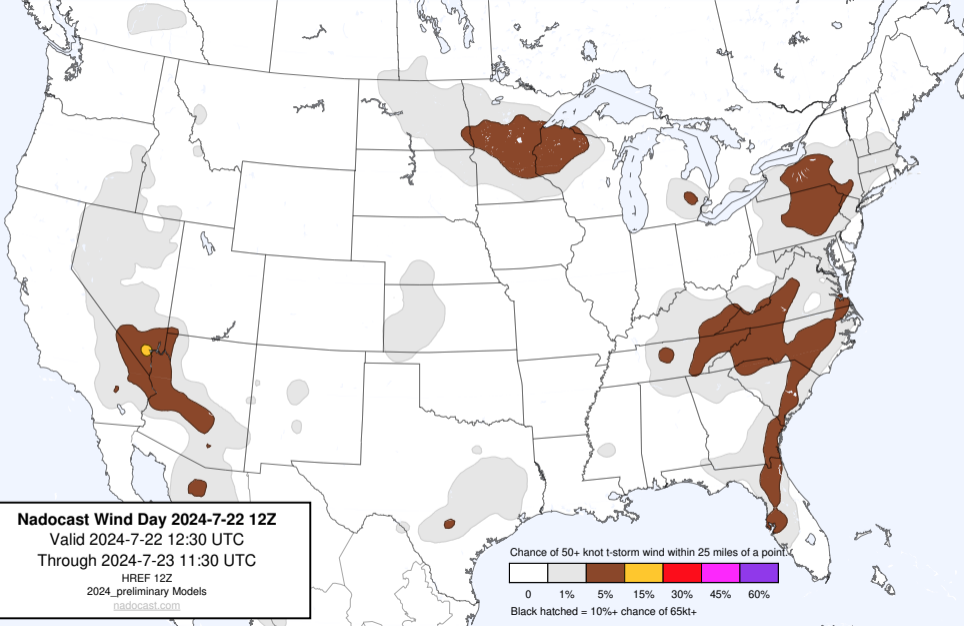 Nadocast Wind Day 2024-7-22 12Z
Valid 2024-7-22 12:30 UTC
Through 2024-7-23 11:30 UTC
HREF 12Z
2024_preliminary Models
nadocast.com
Chance of 50+ knot t-storm wind within 25 miles of a point.
0 1% 5% 15% 30% 45% 60%
Black hatched = 10%+ chance of 65kt+